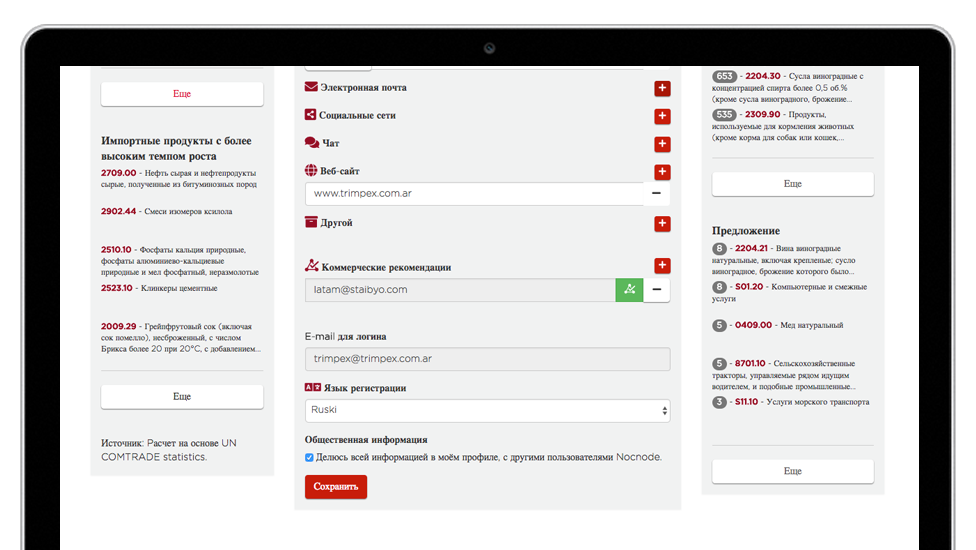 Еще
Импортные продукты с более
высоким темпом роста
2709.00 - Нефть сырая и нефтепродукты
сырые, полученные из битуминозных пород
2902.44 - Смеси изомеров ксилола
2510.10 - Фосфаты кальция природные,
фосфаты алюминиево-кальциевые
природные и мел фосфатный, неразмолотые
2523.10 - Клинкеры цементные
2009.29 - Грейпфрутовый сок (включая
сок помелло), несброженный, с числом
Брикса более 20 при 20°C, с добавлением...
Еще
Источник: Расчет на основе UN
COMTRADE statistics.
Электронная почта
Социальные сети
Чат
Веб-сайт
www.trimpex.com.ar
Другой
Коммерческие рекомендации
latam@staibyo.com
E-mail для логина
trimpex@trimpex.com.ar
Язык регистрации
Ruski
Общественная информация
Делюсь всей информацией в моём профиле, с другими пользователями Nocnode.
Сохранить
653 - 2204.30 - Сусла виноградные с
концентрацией спирта более 0,5 об.%
(кроме сусла виноградного, брожение...
535 - 2309.90 - Продукты,
используемые для кормления животных
(кроме корма для собак или кошек,...
Еще
Предложение
8 - 2204.21 - Вина виноградные
натуральные, включая крепленые; сусло
виноградное, брожение которого было...
8 - S01.20 - Компьютерные и смежные
услуги
5 - 0409.00 - Мед натуральный
5 - 8701.10 - Сельскохозяйственные
тракторы, управляемые рядом идущим
водителем, и подобные промышленные...
3 - S11.10 - Услуги морского транспорта
Еще